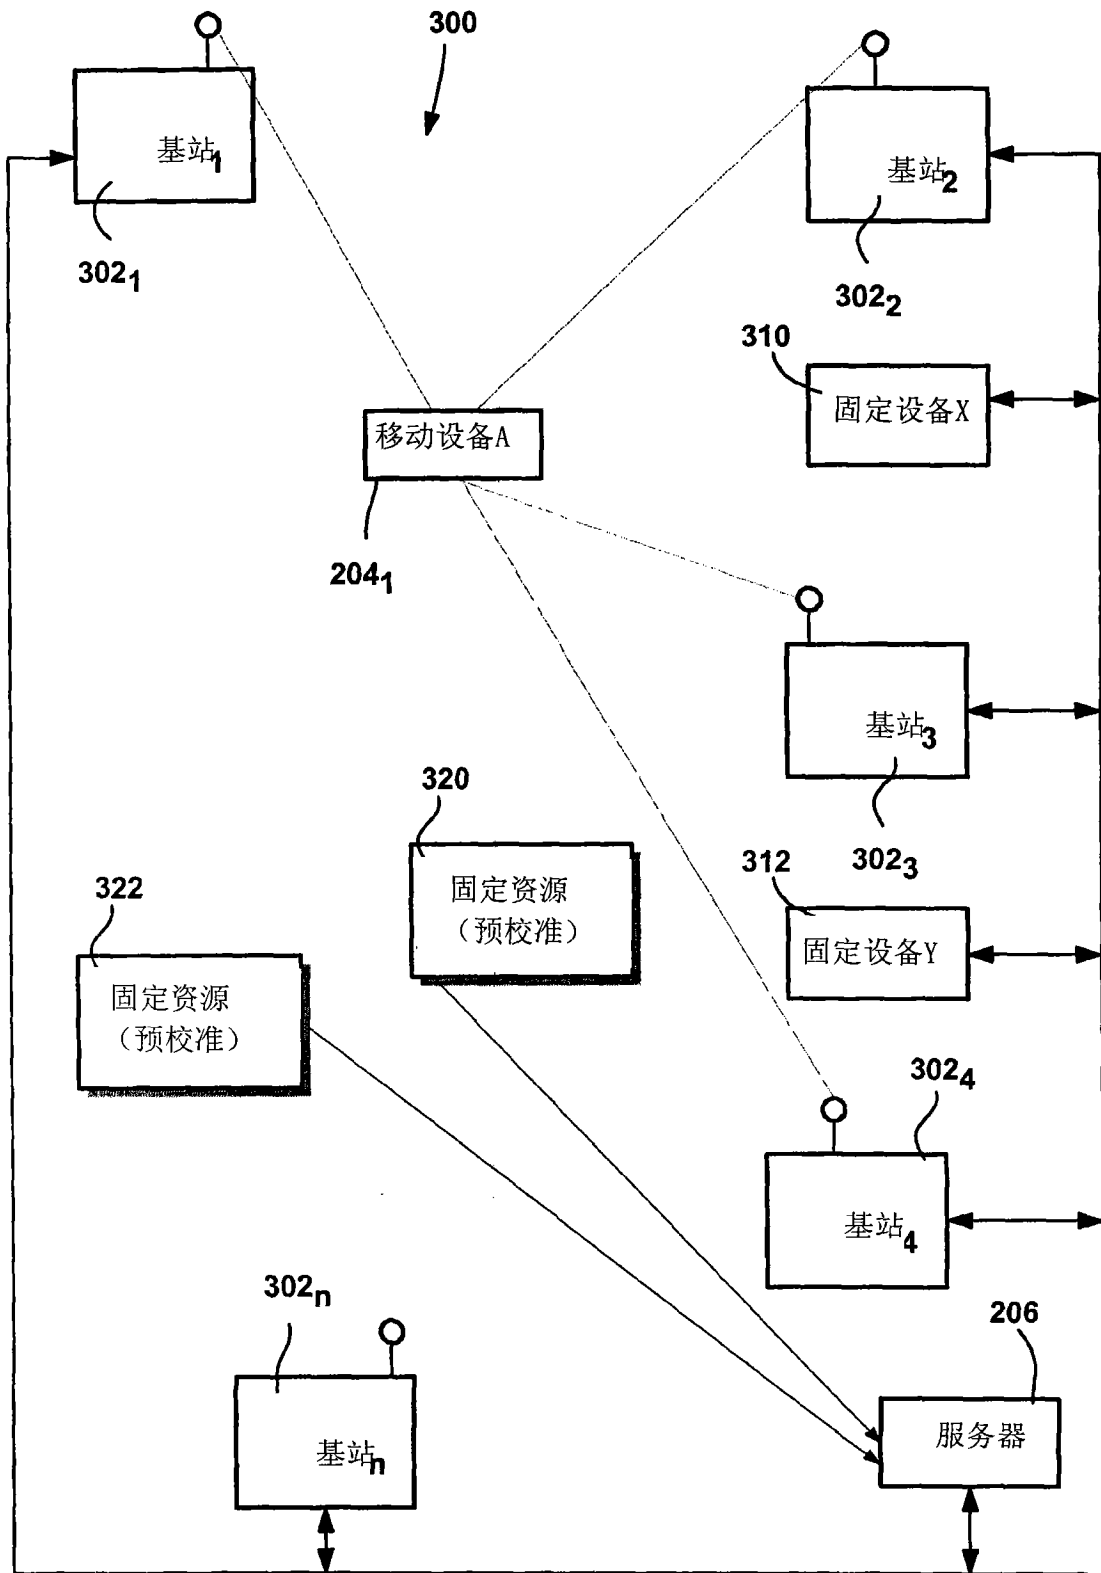 300
基站1
302₁
基站2
302₂
310
固定设备X
移动设备A
204₁
基站3
302₃
320
固定资源
（预校准）
312
固定设备Y
322
固定资源
（预校准）
302₄
基站4
302ₙ
基站n
206
服务器